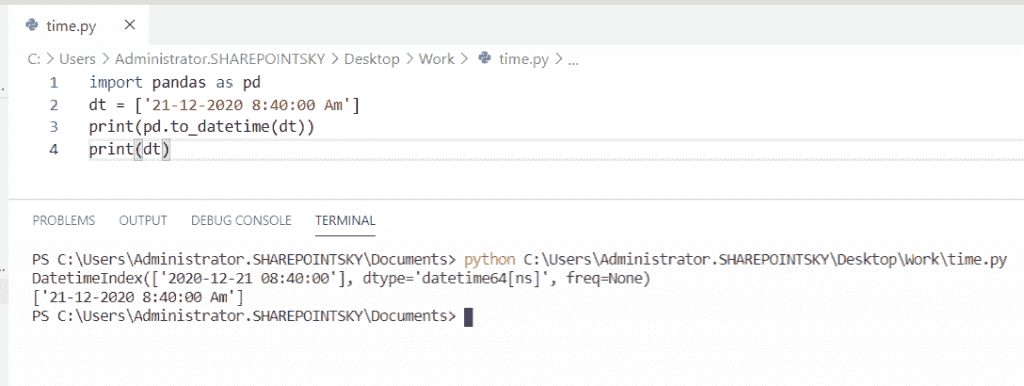 time.py ×
C: > Users > Administrator.SHAREPOINTSKY > Desktop > Work > time.py > ...
1 import pandas as pd
2 dt = ['21-12-2020 8:40:00 Am']
3 print(pd.to_datetime(dt))
4 print(dt)
PROBLEMS OUTPUT DEBUG CONSOLE TERMINAL
PS C:\Users\Administrator.SHAREPOINTSKY\Documents> python C:\Users\Administrator.SHAREPOINTSKY\Desktop\Work\time.py
DatetimeIndex(['2020-12-21 08:40:00'], dtype='datetime64[ns]', freq=None)
['21-12-2020 8:40:00 Am']
PS C:\Users\Administrator.SHAREPOINTSKY\Documents>